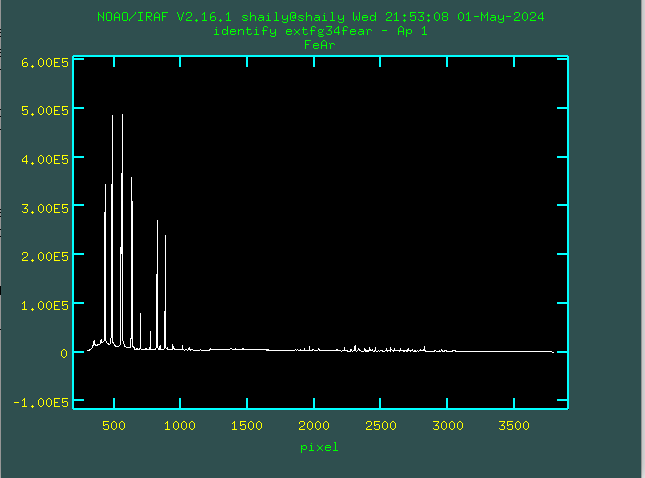 NOAO/IRAF V2.16.1 shaily@shaily Wed 21:53:08 01-May-2024
identify extfg34fear - Ap 1
FeAr
6.00E5
5.00E5
4.00E5
3.00E5
2.00E5
1.00E5
0
-1.00E5
500 1000 1500 2000 2500 3000 3500
pixel